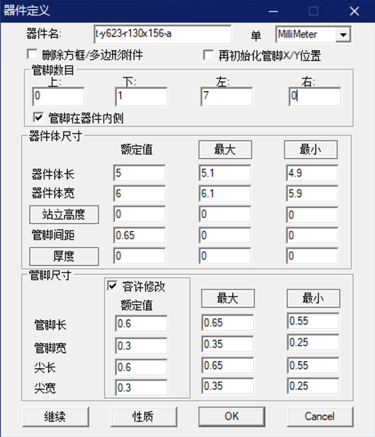 器件定义
器件名: t-y623-r130x156-a 单 MilliMeter
删除方框/多边形附件 再初始化管脚X/Y位置
管脚数目
上: 下: 左: 右:
0 1 7 0
管脚在器件内侧
器件体尺寸
额定值 最大 最小
器件体长 5 5.1 4.9
器件体宽 6 6.1 5.9
站立高度 0 0 0
管脚间距 0.65 0 0
厚度 0 0 0
管脚尺寸
容许修改
额定值 最大 最小
管脚长 0.6 0.65 0.55
管脚宽 0.3 0.35 0.25
尖长 0.6 0.65 0.55
尖宽 0.3 0.35 0.25
继续 性质 OK Cancel